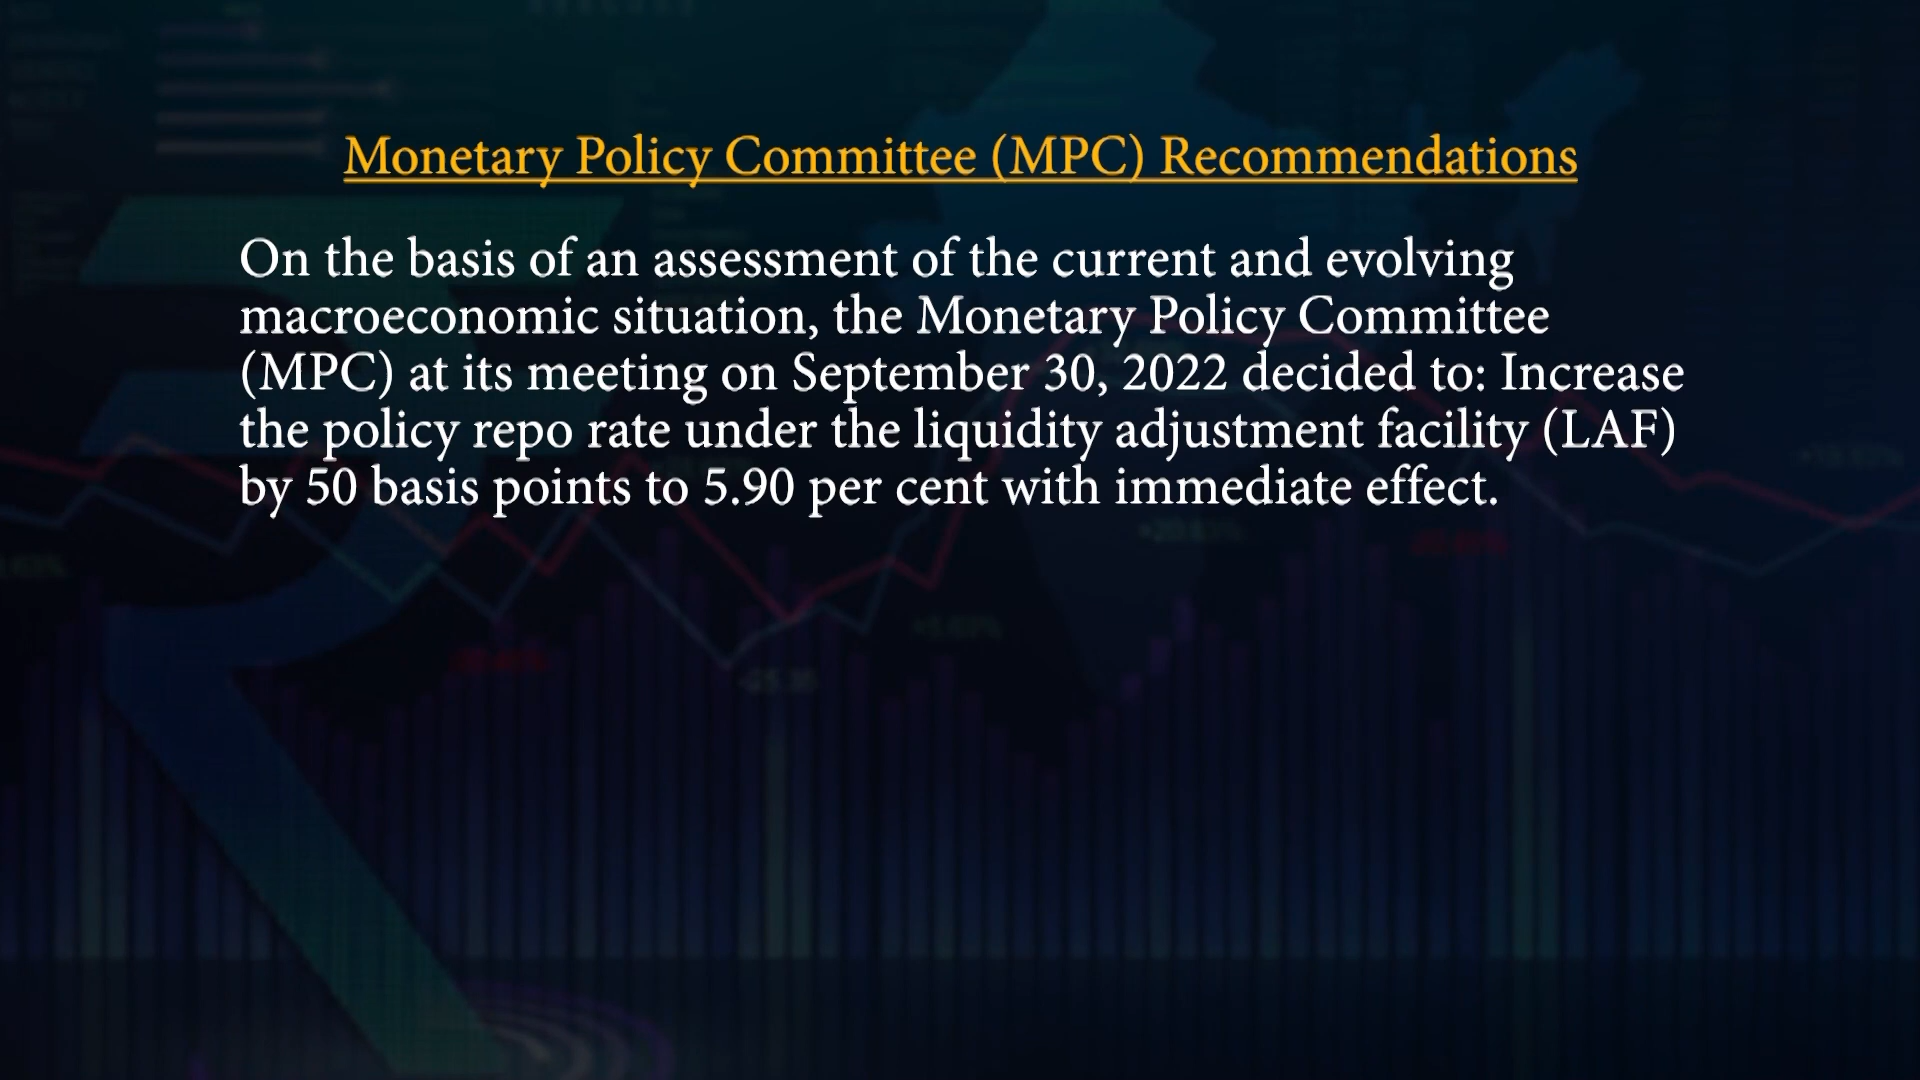 Monetary Policy Committee (MPC) Recommendations
On the basis of an assessment of the current and evolving
macroeconomic situation, the Monetary Policy Committee
(MPC) at its meeting on September 30, 2022 decided to: Increase
the policy repo rate under the liquidity adjustment facility (LAF)
by 50 basis points to 5.90 per cent with immediate effect.